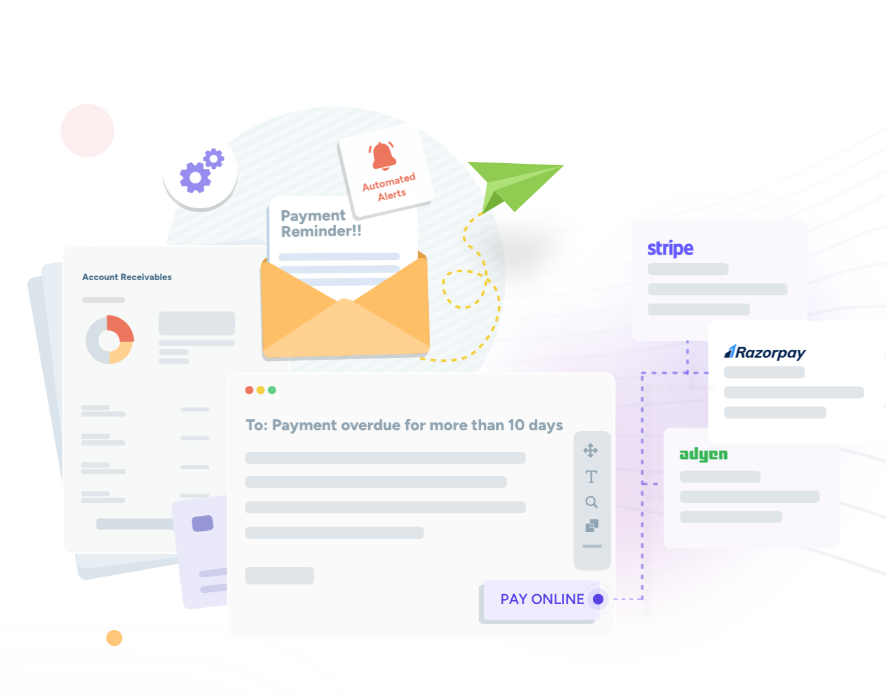 Automated
Alerts
Payment
Reminder!!
Account Receivables
stripe
Razorpay
adyen
To: Payment overdue for more than 10 days
T
PAY ONLINE